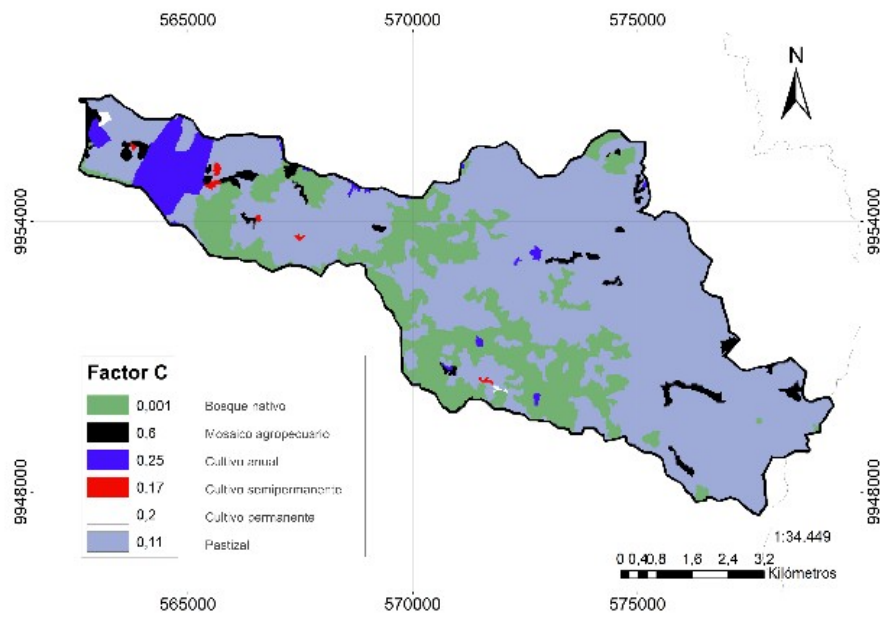 565000 570000 575000
N
9954000 9954000
9948000 9948000
Factor C
0,001 Bosque nativo
0.6 Mosaico agropecuario
0.25 Cultivo anual
0.17 Cultivo semipermanente
0,2 Cultivo permanente
0,11 Pastizal
1:34.449
0 0,40,8 1,6 2,4 3,2
Kilómetros
565000 570000 575000